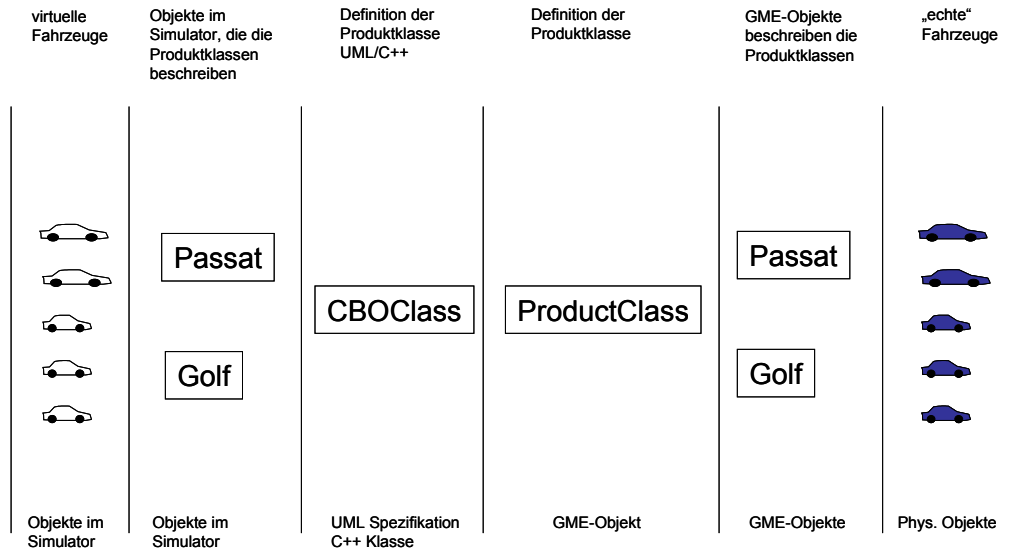 virtuelle
Fahrzeuge
Objekte im
Simulator, die die
Produktklassen
beschreiben
Definition der
Produktklasse
UML/C++
Definition der
Produktklasse
GME-Objekte
beschreiben die
Produktklassen
„echte“
Fahrzeuge
Passat
Golf
CBOClass
ProductClass
Passat
Golf
Objekte im
Simulator
Objekte im
Simulator
UML Spezifikation
C++ Klasse
GME-Objekt
GME-Objekte
Phys. Objekte